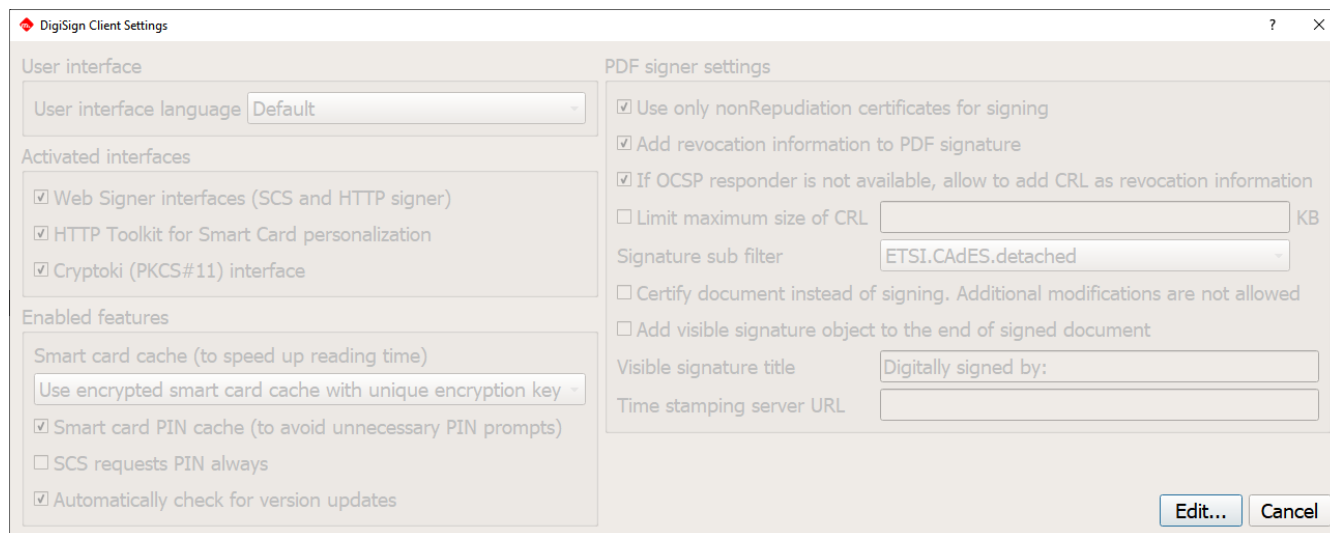 DigiSign Client Settings
User interface
User interface language Default
Activated interfaces
Web Signer interfaces (SCS and HTTP signer)
HTTP Toolkit for Smart Card personalization
Cryptoki (PKCS#11) interface
Enabled features
Smart card cache (to speed up reading time)
Use encrypted smart card cache with unique encryption key
Smart card PIN cache (to avoid unnecessary PIN prompts)
SCS requests PIN always
Automatically check for version updates
PDF signer settings
Use only nonRepudiation certificates for signing
Add revocation information to PDF signature
If OCSP responder is not available, allow to add CRL as revocation information
Limit maximum size of CRL KB
Signature sub filter ETSI.CAdES.detached
Certify document instead of signing. Additional modifications are not allowed
Add visible signature object to the end of signed document
Visible signature title Digitally signed by:
Time stamping server URL
Edit... Cancel